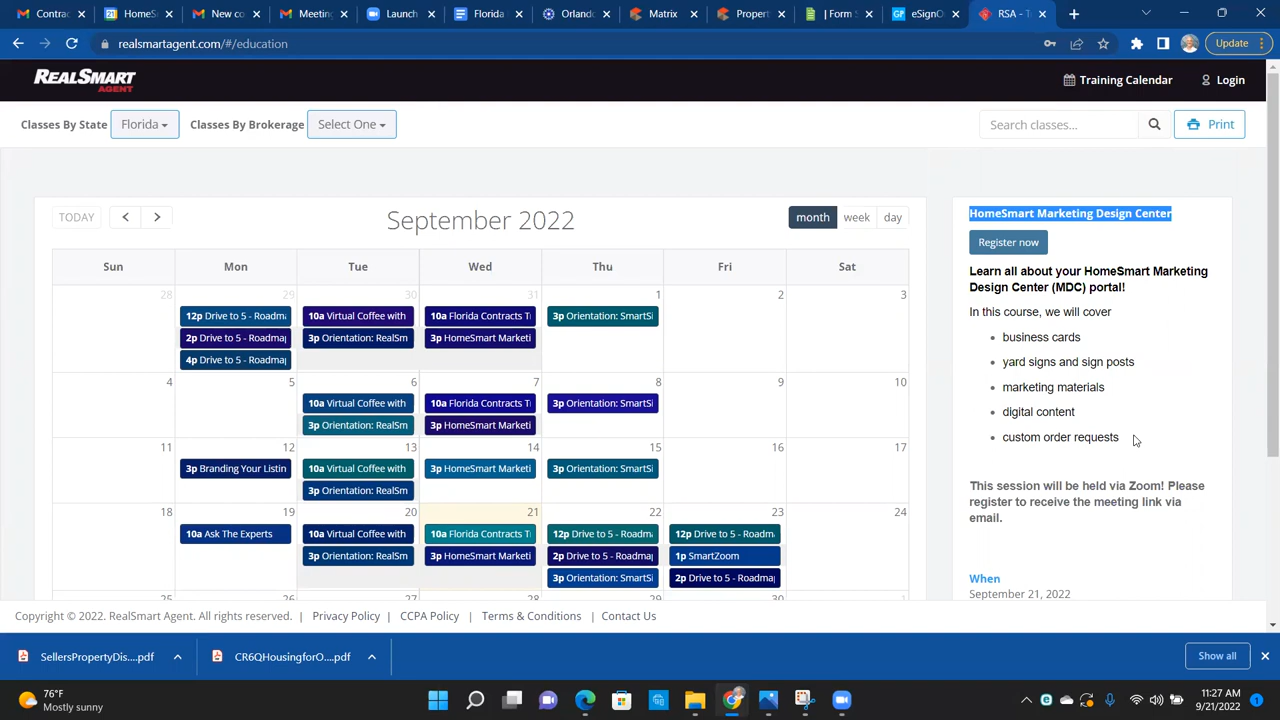 Contrac
HomeS
New co
Meetin
Launch
Florida
Orland
Matrix
Propert
| Form S
eSignO
RSA - T
realsmartagent.com/#/education
Update
REALSMART
AGENT
Training Calendar
Login
Classes By State
Florida
Classes By Brokerage
Select One
Search classes...
Print
TODAY
September 2022
month
week
day
Sun
Mon
Tue
Wed
Thu
Fri
Sat
28
29
30
31
1
2
3
12p Drive to 5 - Roadma
10a Virtual Coffee with
10a Florida Contracts T
3p Orientation: SmartSi
2p Drive to 5 - Roadmap
3p Orientation: RealSm
3p HomeSmart Marketi
4p Drive to 5 - Roadmap
4
5
6
7
8
9
10
10a Virtual Coffee with
10a Florida Contracts T
3p Orientation: SmartSi
3p Orientation: RealSm
3p HomeSmart Marketi
11
12
13
14
15
16
17
3p Branding Your Listin
10a Virtual Coffee with
3p HomeSmart Marketi
3p Orientation: SmartSi
3p Orientation: RealSm
18
19
20
21
22
23
24
10a Ask The Experts
10a Virtual Coffee with
10a Florida Contracts T
12p Drive to 5 - Roadma
12p Drive to 5 - Roadm
3p Orientation: RealSm
3p HomeSmart Marketi
2p Drive to 5 - Roadmap
1p SmartZoom
3p Orientation: SmartSi
2p Drive to 5 - Roadmap
25
26
27
28
29
30
1
HomeSmart Marketing Design Center
Register now
Learn all about your HomeSmart Marketing
Design Center (MDC) portal!
In this course, we will cover
• business cards
• yard signs and sign posts
• marketing materials
• digital content
• custom order requests
This session will be held via Zoom! Please
register to receive the meeting link via
email.
When
September 21, 2022
Copyright © 2022. RealSmart Agent. All rights reserved. | Privacy Policy | CCPA Policy | Terms & Conditions | Contact Us
SellersPropertyDis....pdf
CR6QHousingforO....pdf
Show all
76°F
Mostly sunny
11:27 AM
9/21/2022
1